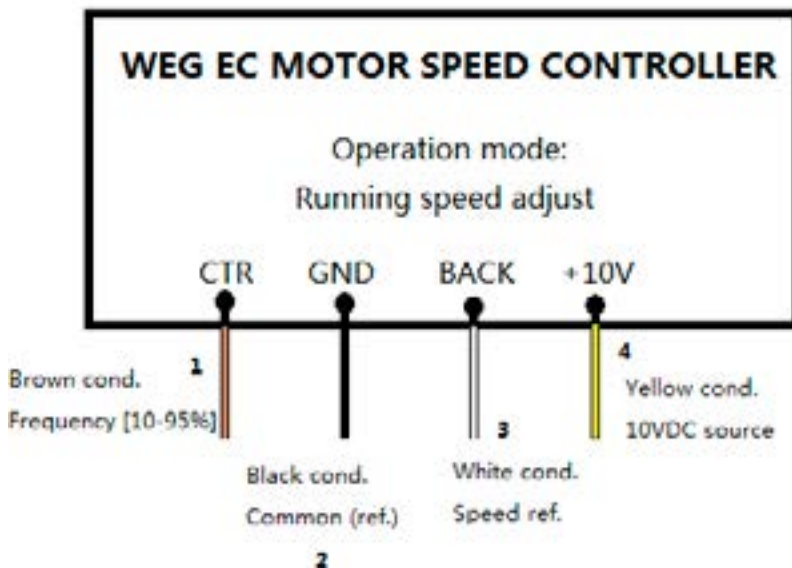 WEG EC MOTOR SPEED CONTROLLER
Operation mode:
Running speed adjust
CTR GND BACK +10V
1
Brown cond.
Frequency [10-95%]
Black cond.
Common (ref.)
2
3
White cond.
Speed ref.
4
Yellow cond.
10VDC source